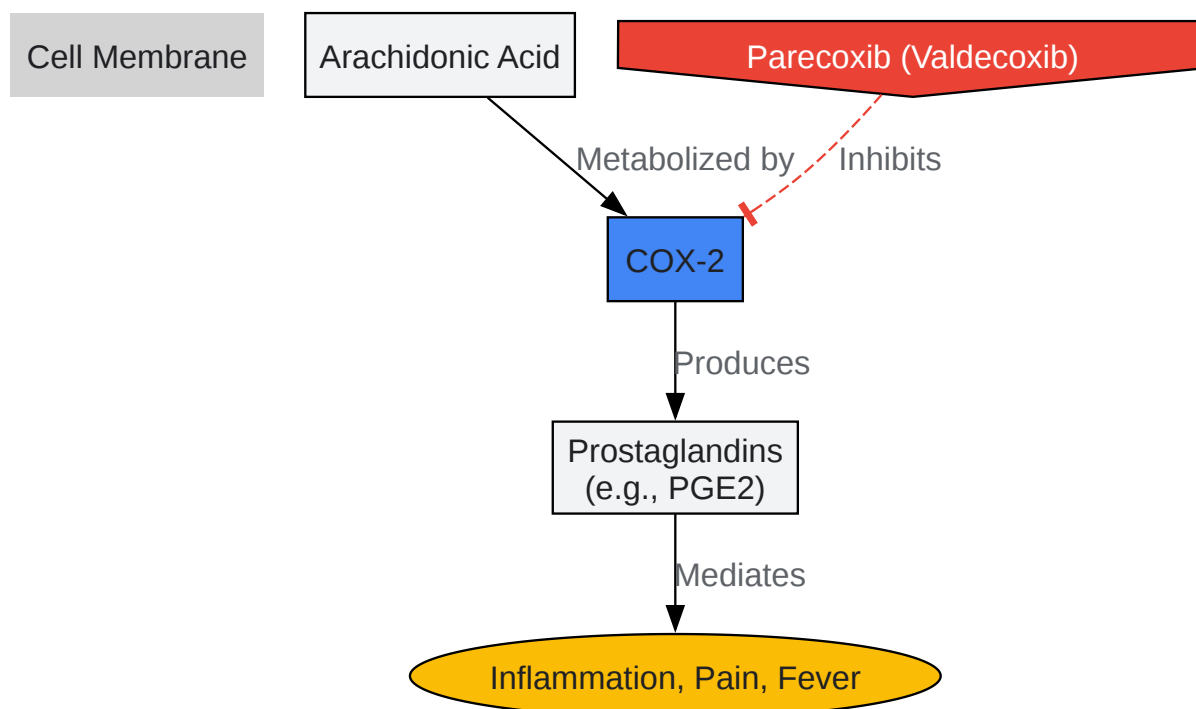 Cell Membrane
Arachidonic Acid
Parecoxib (Valdecoxib)
Metabolized by
Inhibits
COX-2
Produces
Prostaglandins
(e.g., PGE2)
Mediates
Inflammation, Pain, Fever